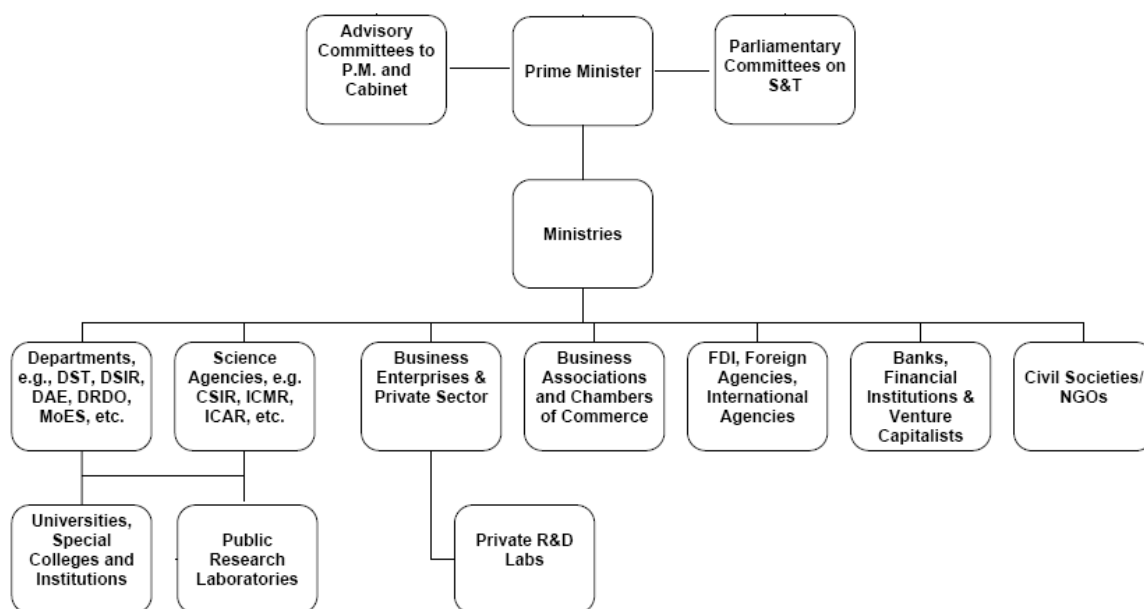 Advisory
Committees to
P.M. and
Cabinet
Prime Minister
Parliamentary
Committees on
S&T
Ministries
Departments,
e.g., DST, DSIR,
DAE, DRDO,
MoES, etc.
Science
Agencies, e.g.
CSIR, ICMR,
ICAR, etc.
Business
Enterprises &
Private Sector
Business
Associations
and Chambers
of Commerce
FDI, Foreign
Agencies,
International
Agencies
Banks,
Financial
Institutions &
Venture
Capitalists
Civil Societies/
NGOs
Universities,
Special
Colleges and
Institutions
Public
Research
Laboratories
Private R&D
Labs